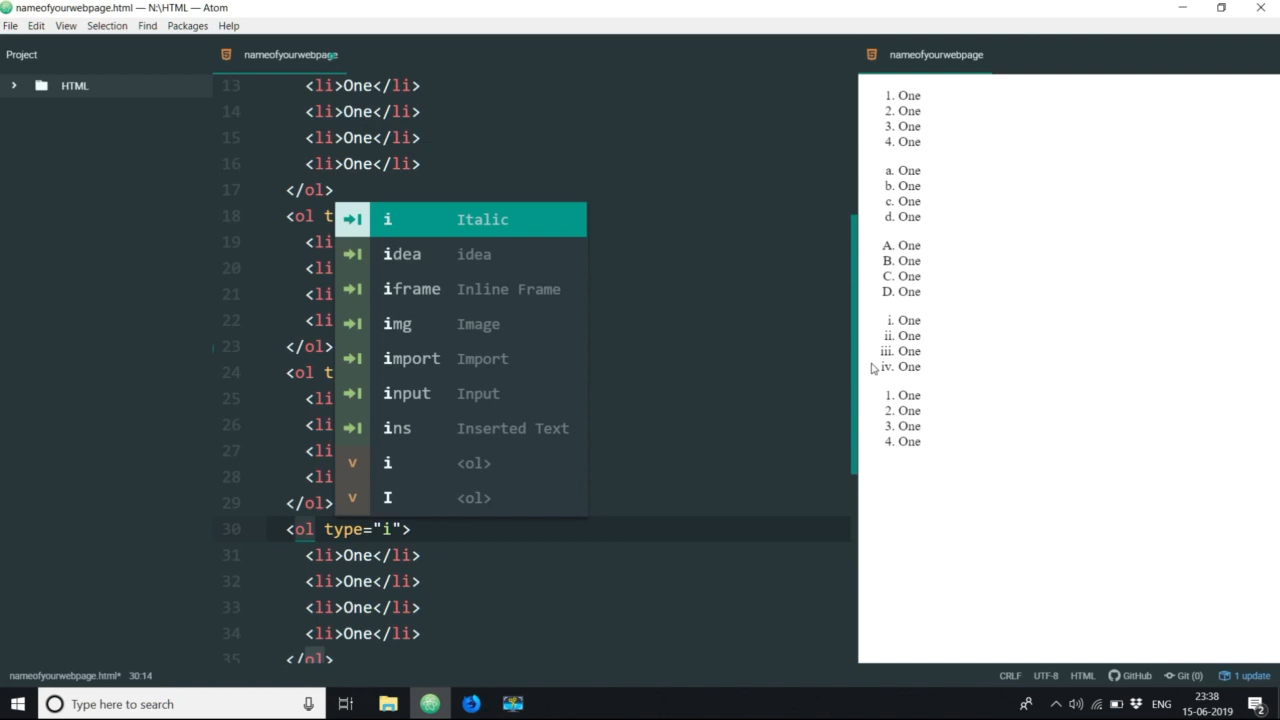 nameofyourwebpage.html — N:\HTML — Atom
File Edit View Selection Find Packages Help
Project
HTML
nameofyourwebpage
13 <li>One</li>
14 <li>One</li>
15 <li>One</li>
16 <li>One</li>
17 </ol>
18 <ol t
19 <li
20 <li
21 <li
22 <li
23 </ol>
24 <ol t
25 <li
26 <li
27 <li
28 <li
29 </ol>
30 <ol type="i">
31 <li>One</li>
32 <li>One</li>
33 <li>One</li>
34 <li>One</li>
35 </ol>
i Italic
idea idea
iframe Inline Frame
img Image
import Import
input Input
ins Inserted Text
v i <ol>
v I <ol>
nameofyourwebpage
1. One
2. One
3. One
4. One
a. One
b. One
c. One
d. One
A. One
B. One
C. One
D. One
i. One
ii. One
iii. One
iv. One
1. One
2. One
3. One
4. One
nameofyourwebpage.html* 30:14
CRLF UTF-8 HTML GitHub Git (0) 1 update
Type here to search
ENG
23:38
15-06-2019
2